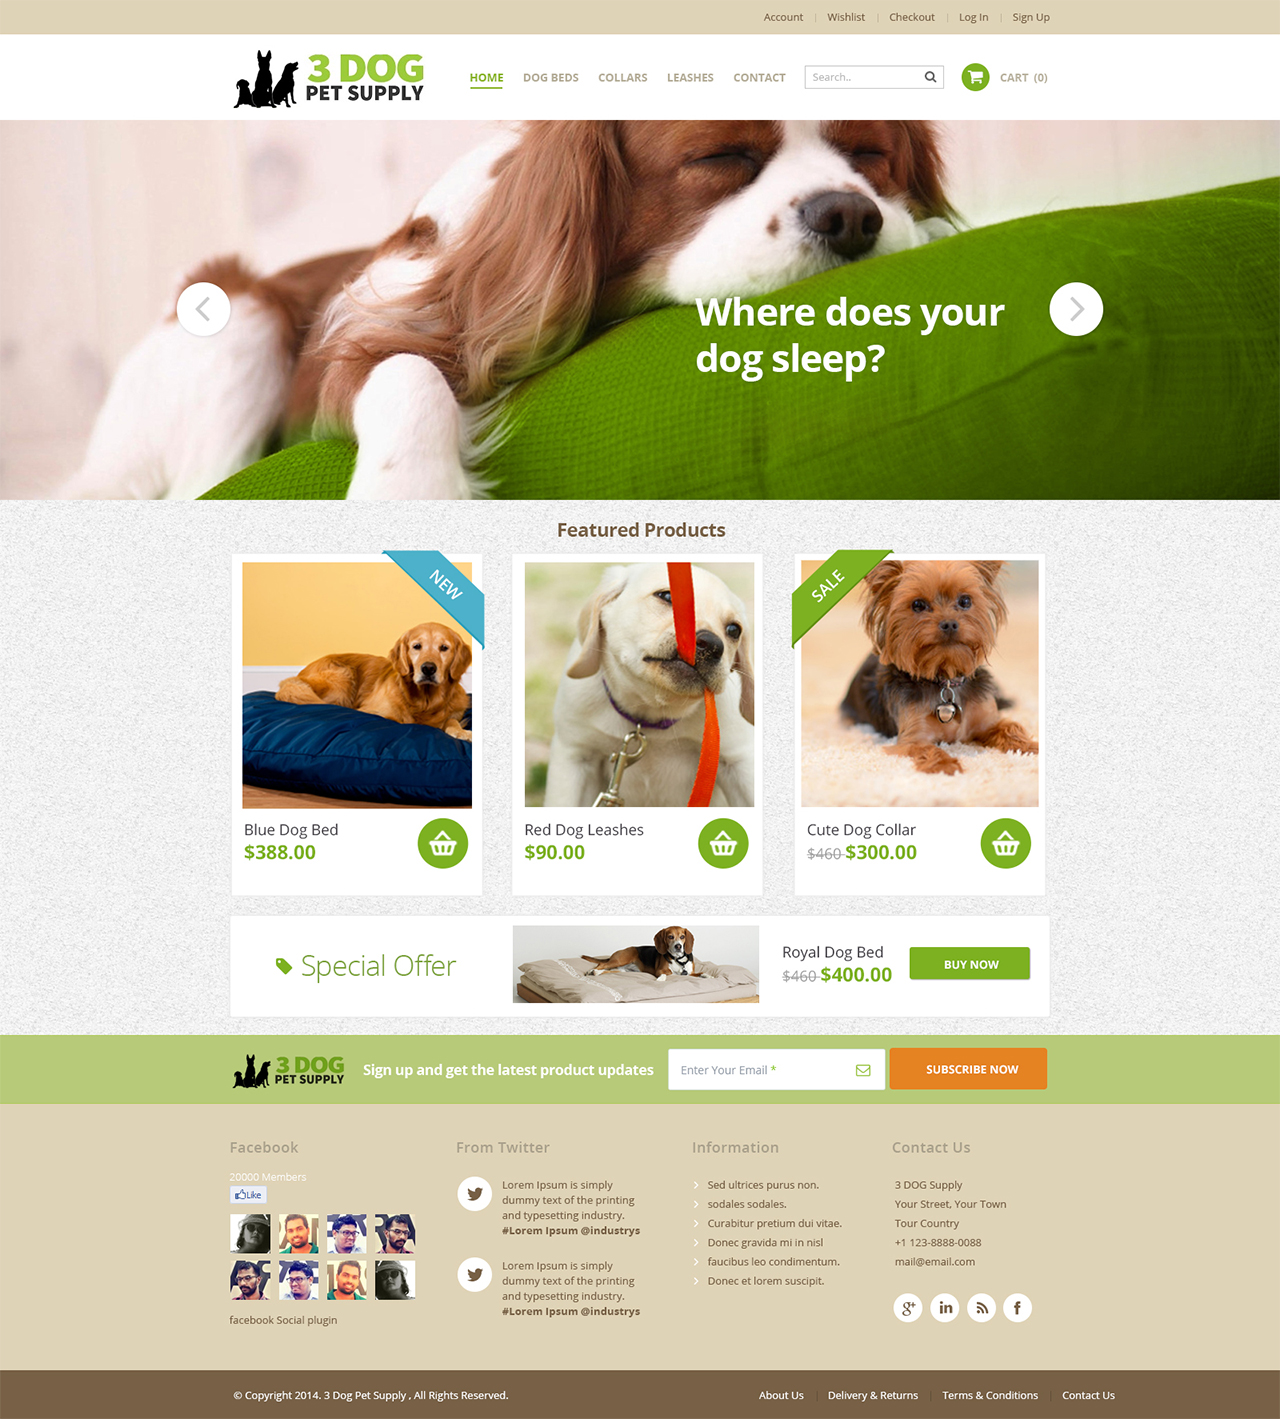 Account
Wishlist
Checkout
Log In
Sign Up
3 DOG
PET SUPPLY
HOME
DOG BEDS
COLLARS
LEASHES
CONTACT
Search..
CART (0)
Where does your
dog sleep?
Featured Products
NEW
SALE
Blue Dog Bed
$388.00
Red Dog Leashes
$90.00
Cute Dog Collar
$460 $300.00
Special Offer
Royal Dog Bed
$460 $400.00
BUY NOW
3 DOG
PET SUPPLY
Sign up and get the latest product updates
Enter Your Email *
SUBSCRIBE NOW
Facebook
20000 Members
Like
facebook Social plugin
From Twitter
Lorem Ipsum is simply
dummy text of the printing
and typesetting industry.
#Lorem Ipsum @industrys
Lorem Ipsum is simply
dummy text of the printing
and typesetting industry.
#Lorem Ipsum @industrys
Information
Sed ultrices purus non.
sodales sodales.
Curabitur pretium dui vitae.
Donec gravida mi in nisl
faucibus leo condimentum.
Donec et lorem suscipit.
Contact Us
3 DOG Supply
Your Street, Your Town
Tour Country
+1 123-8888-0088
mail@email.com
© Copyright 2014. 3 Dog Pet Supply , All Rights Reserved.
About Us
Delivery & Returns
Terms & Conditions
Contact Us